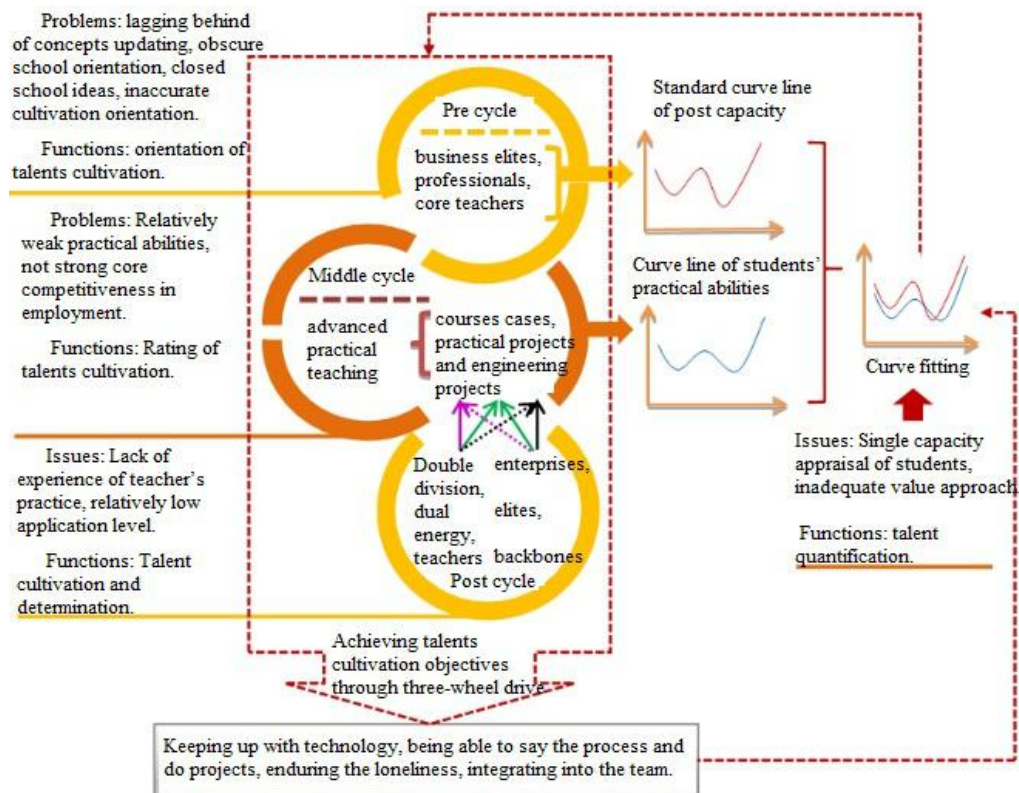 Problems: lagging behind
of concepts updating, obscure
school orientation, closed
school ideas, inaccurate
cultivation orientation.
Functions: orientation of
talents cultivation.
Pre cycle
business elites,
professionals,
core teachers
Standard curve line
of post capacity
Problems: Relatively
weak practical abilities,
not strong core
competitiveness in
employment.
Functions: Rating of
talents cultivation.
Middle cycle
advanced
practical
teaching
courses cases,
practical projects
and engineering
projects
Curve line of students'
practical abilities
Curve fitting
Issues: Lack of
experience of teacher's
practice, relatively low
application level.
Functions: Talent
cultivation and
determination.
Double
division,
dual
energy,
teachers
enterprises,
elites,
backbones
Post cycle
Issues: Single capacity
appraisal of students,
inadequate value approach.
Functions: talent
quantification.
Achieving talents
cultivation objectives
through three-wheel drive
Keeping up with technology, being able to say the process and
do projects, enduring the loneliness, integrating into the team.